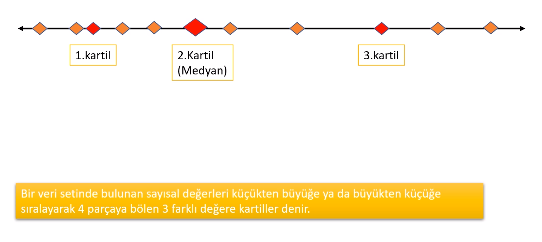 1.kartil
2.Kartil
(Medyan)
3.kartil
Bir veri setinde bulunan sayısal değerleri küçükten büyüğe ya da büyükten küçüğe
sıralayarak 4 parçaya bölen 3 farklı değere kartiller denir.